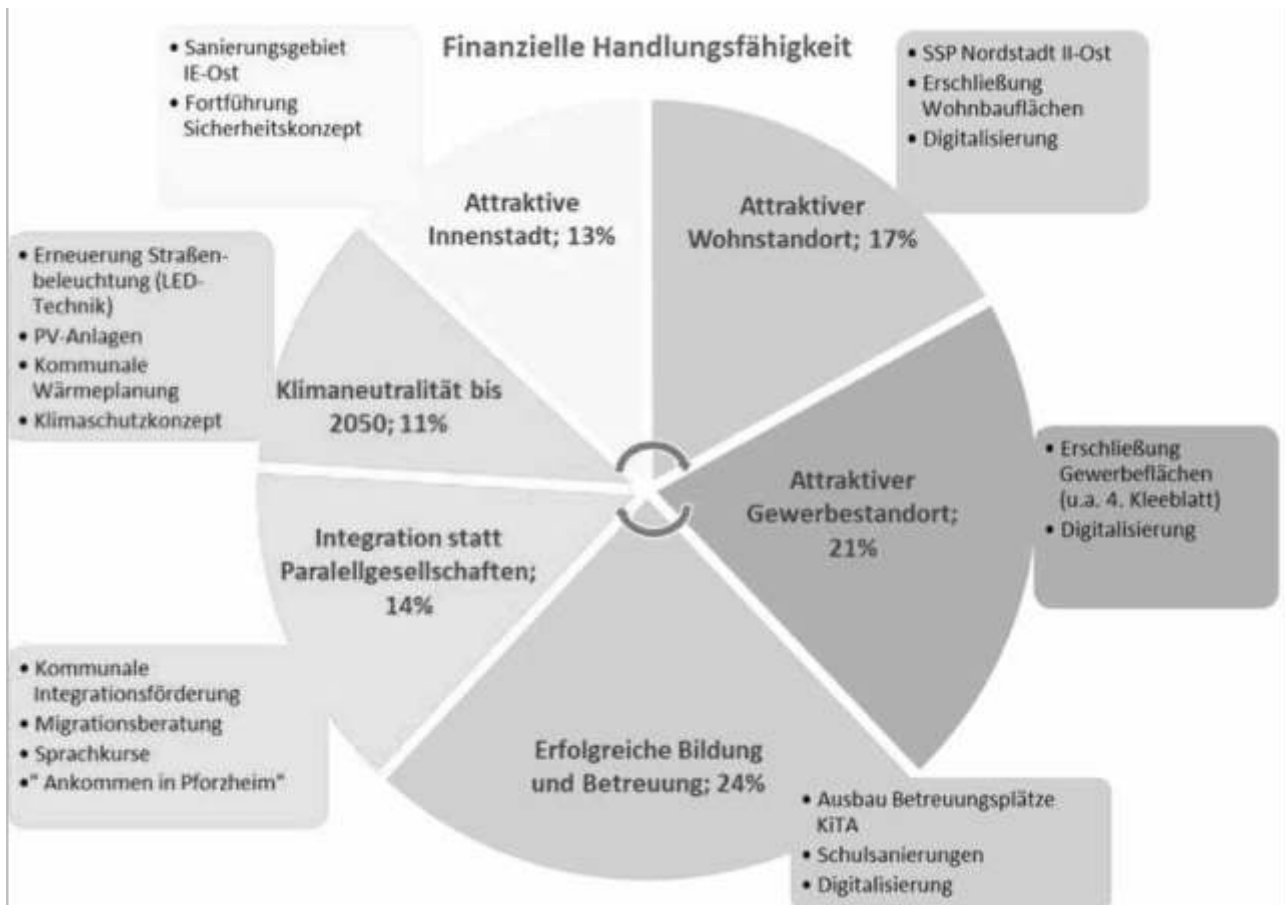 Finanzielle Handlungsfähigkeit
• Sanierungsgebiet
IE-Ost
• Fortführung
Sicherheitskonzept
• SSP Nordstadt II-Ost
• Erschließung
Wohnbauflächen
• Digitalisierung
Attraktive
Innenstadt; 13%
Attraktiver
Wohnstandort; 17%
• Erneuerung Straßen-
beleuchtung (LED-
Technik)
• PV-Anlagen
• Kommunale
Wärmeplanung
• Klimaschutzkonzept
Klimaneutralität bis
2050; 11%
Attraktiver
Gewerbestandort;
21%
• Erschließung
Gewerbeflächen
(u.a. 4. Kleeblatt)
• Digitalisierung
Integration statt
Paralellgesellschaften;
14%
• Kommunale
Integrationsförderung
• Migrationsberatung
• Sprachkurse
•" Ankommen in Pforzheim"
Erfolgreiche Bildung
und Betreuung; 24%
• Ausbau Betreuungsplätze
KiTA
• Schulsanierungen
• Digitalisierung